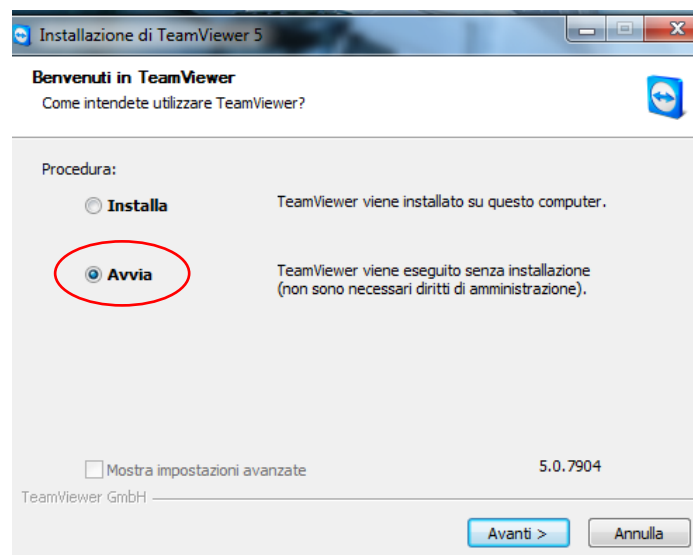 Installazione di TeamViewer 5
Benvenuti in TeamViewer
Come intendete utilizzare TeamViewer?
Procedura:
Installa
TeamViewer viene installato su questo computer.
Avvia
TeamViewer viene eseguito senza installazione
(non sono necessari diritti di amministrazione).
Mostra impostazioni avanzate
5.0.7904
TeamViewer GmbH
Avanti >
Annulla